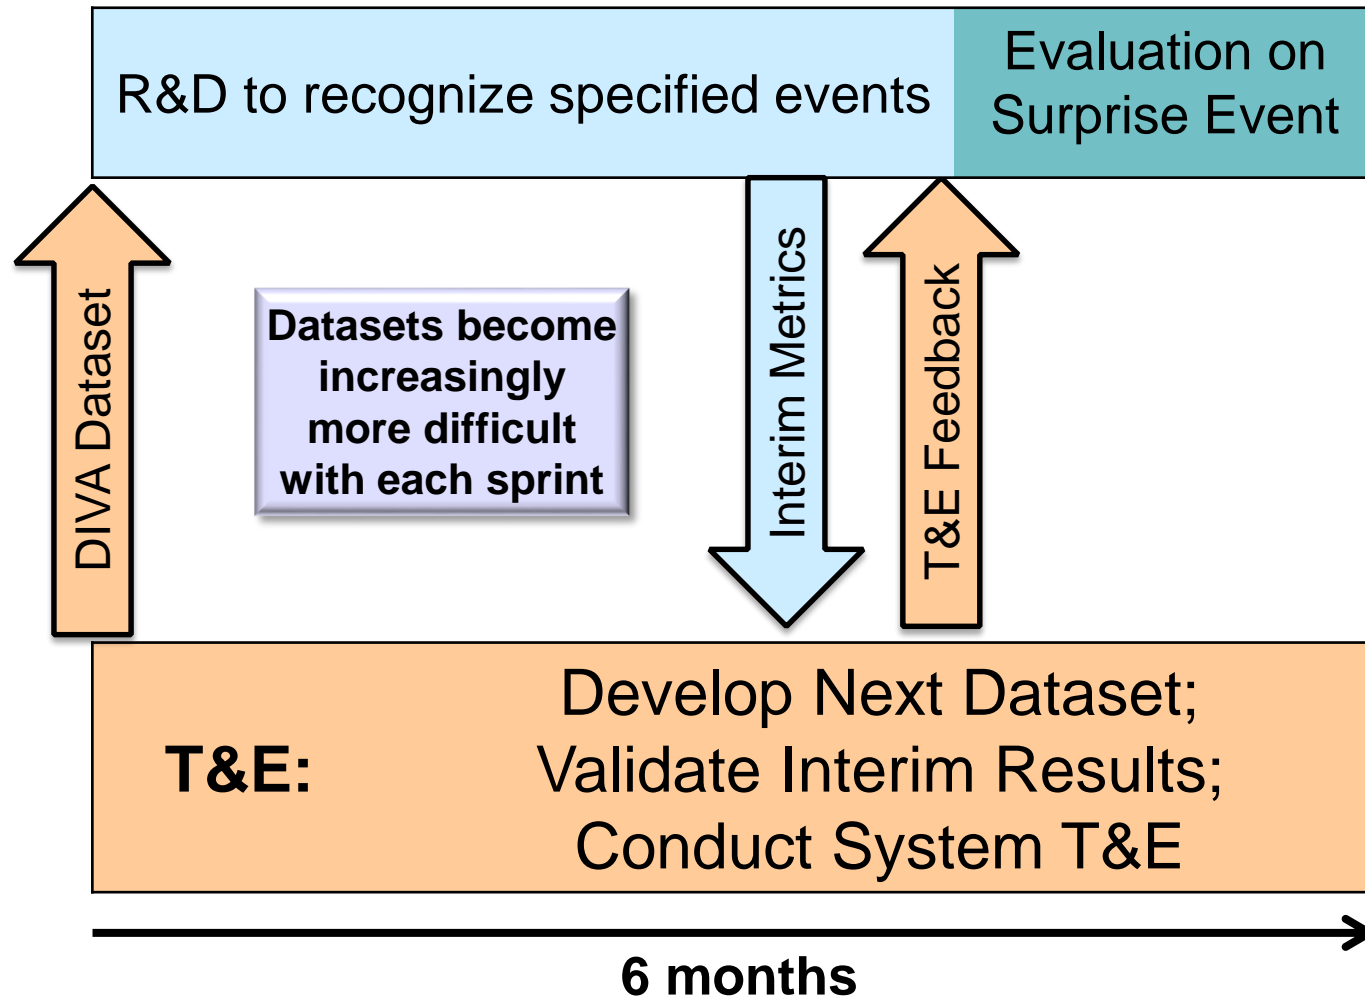 R&D to recognize specified events
Evaluation on
Surprise Event
DIVA Dataset
Datasets become
increasingly
more difficult
with each sprint
Interim Metrics
T&E Feedback
T&E:
Develop Next Dataset;
Validate Interim Results;
Conduct System T&E
6 months